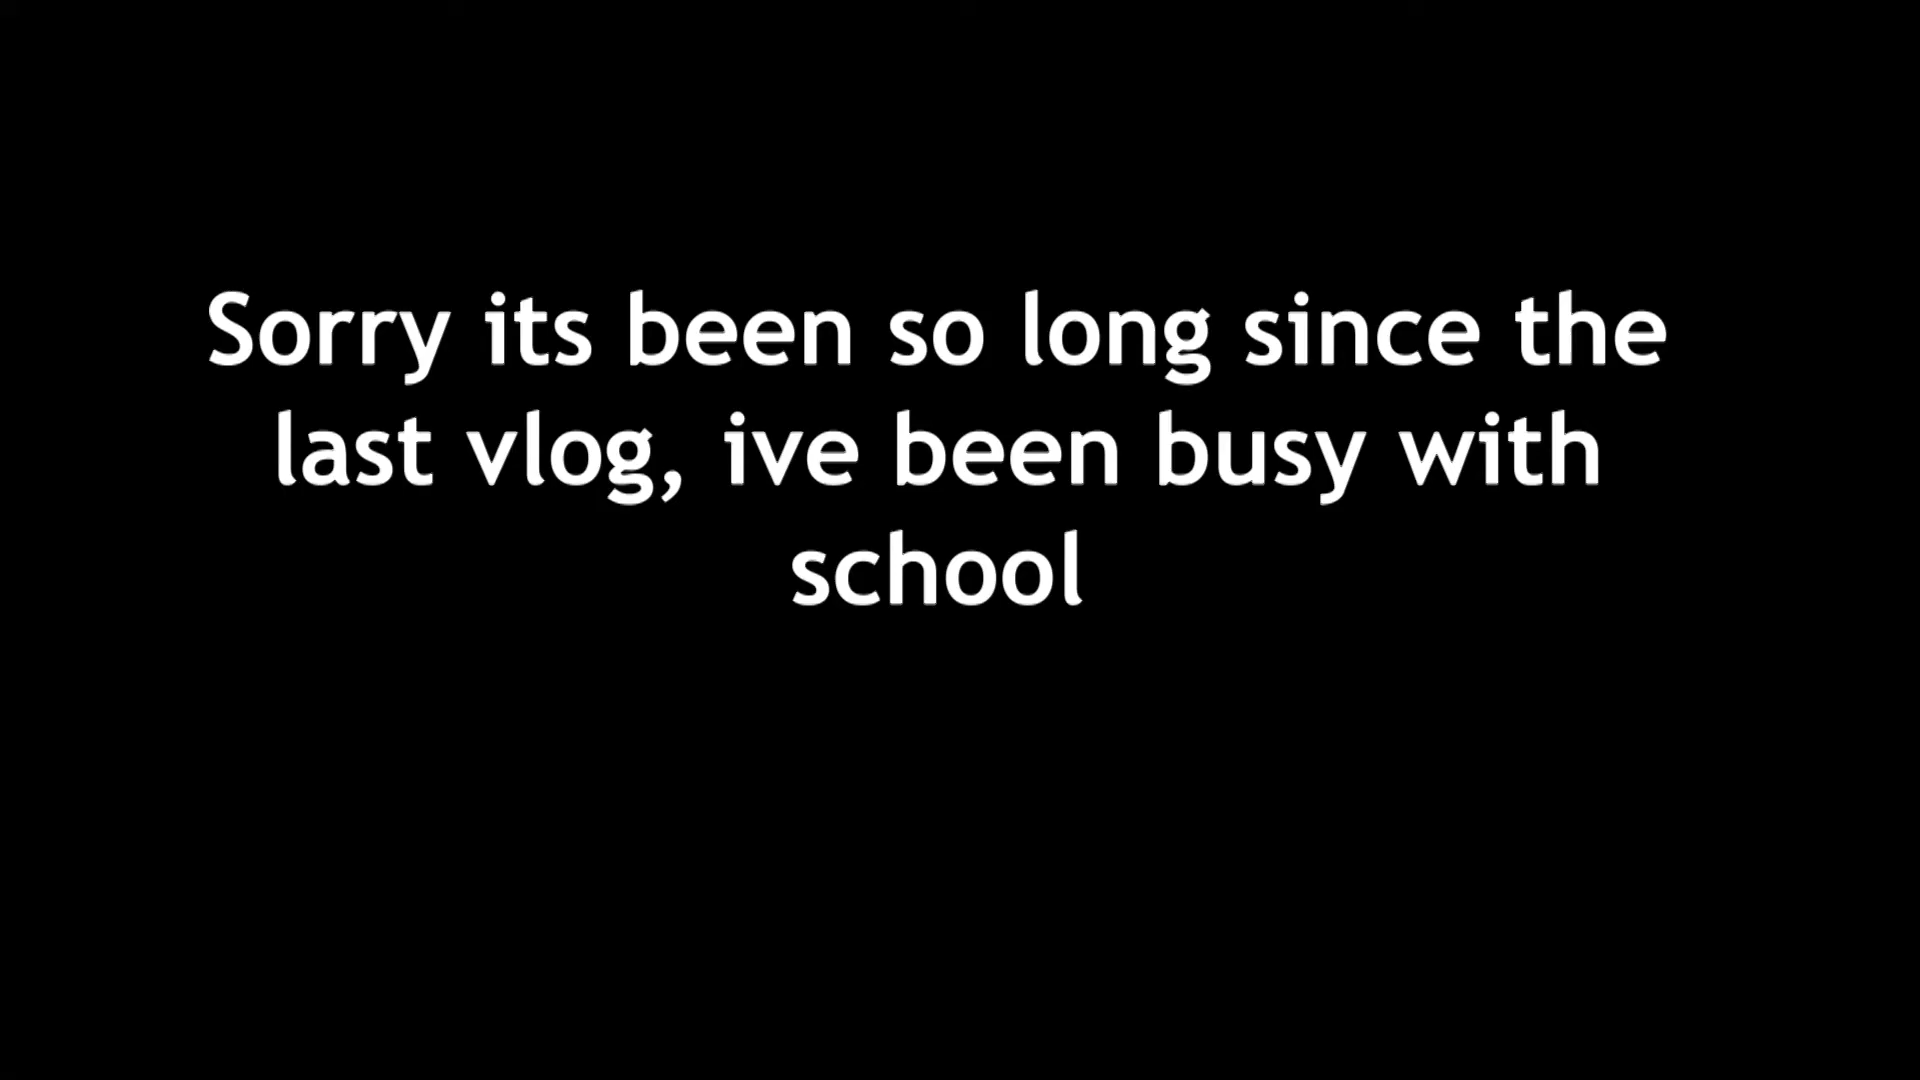 Sorry its been so long since the
last vlog, ive been busy with
school